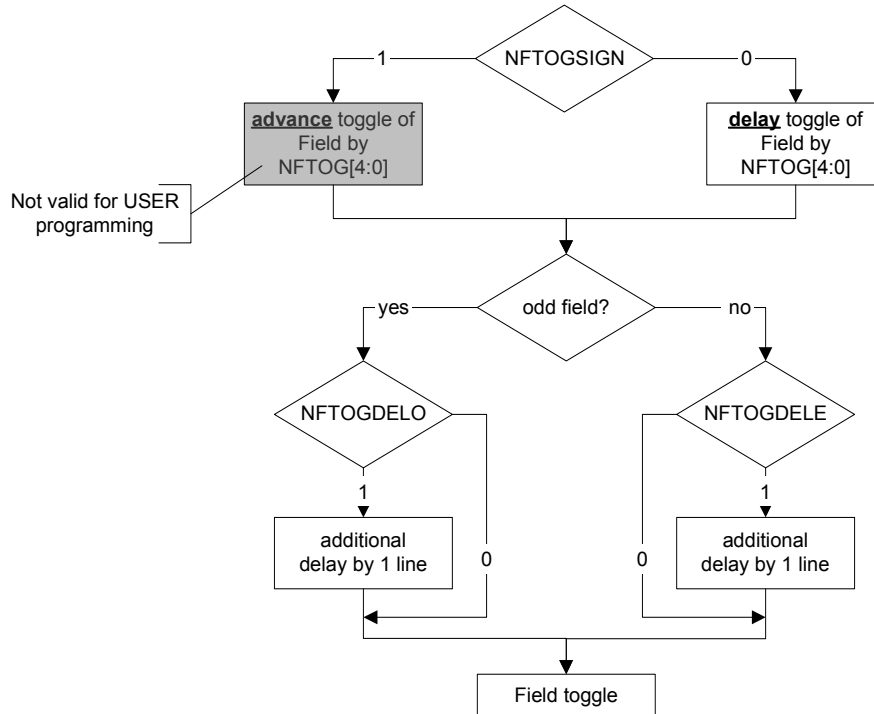 NFTOGSIGN
1
0
advance toggle of
Field by
NFTOG[4:0]
delay toggle of
Field by
NFTOG[4:0]
Not valid for USER
programming
odd field?
yes
no
NFTOGDELO
NFTOGDELE
1
1
additional
delay by 1 line
0
0
additional
delay by 1 line
Field toggle